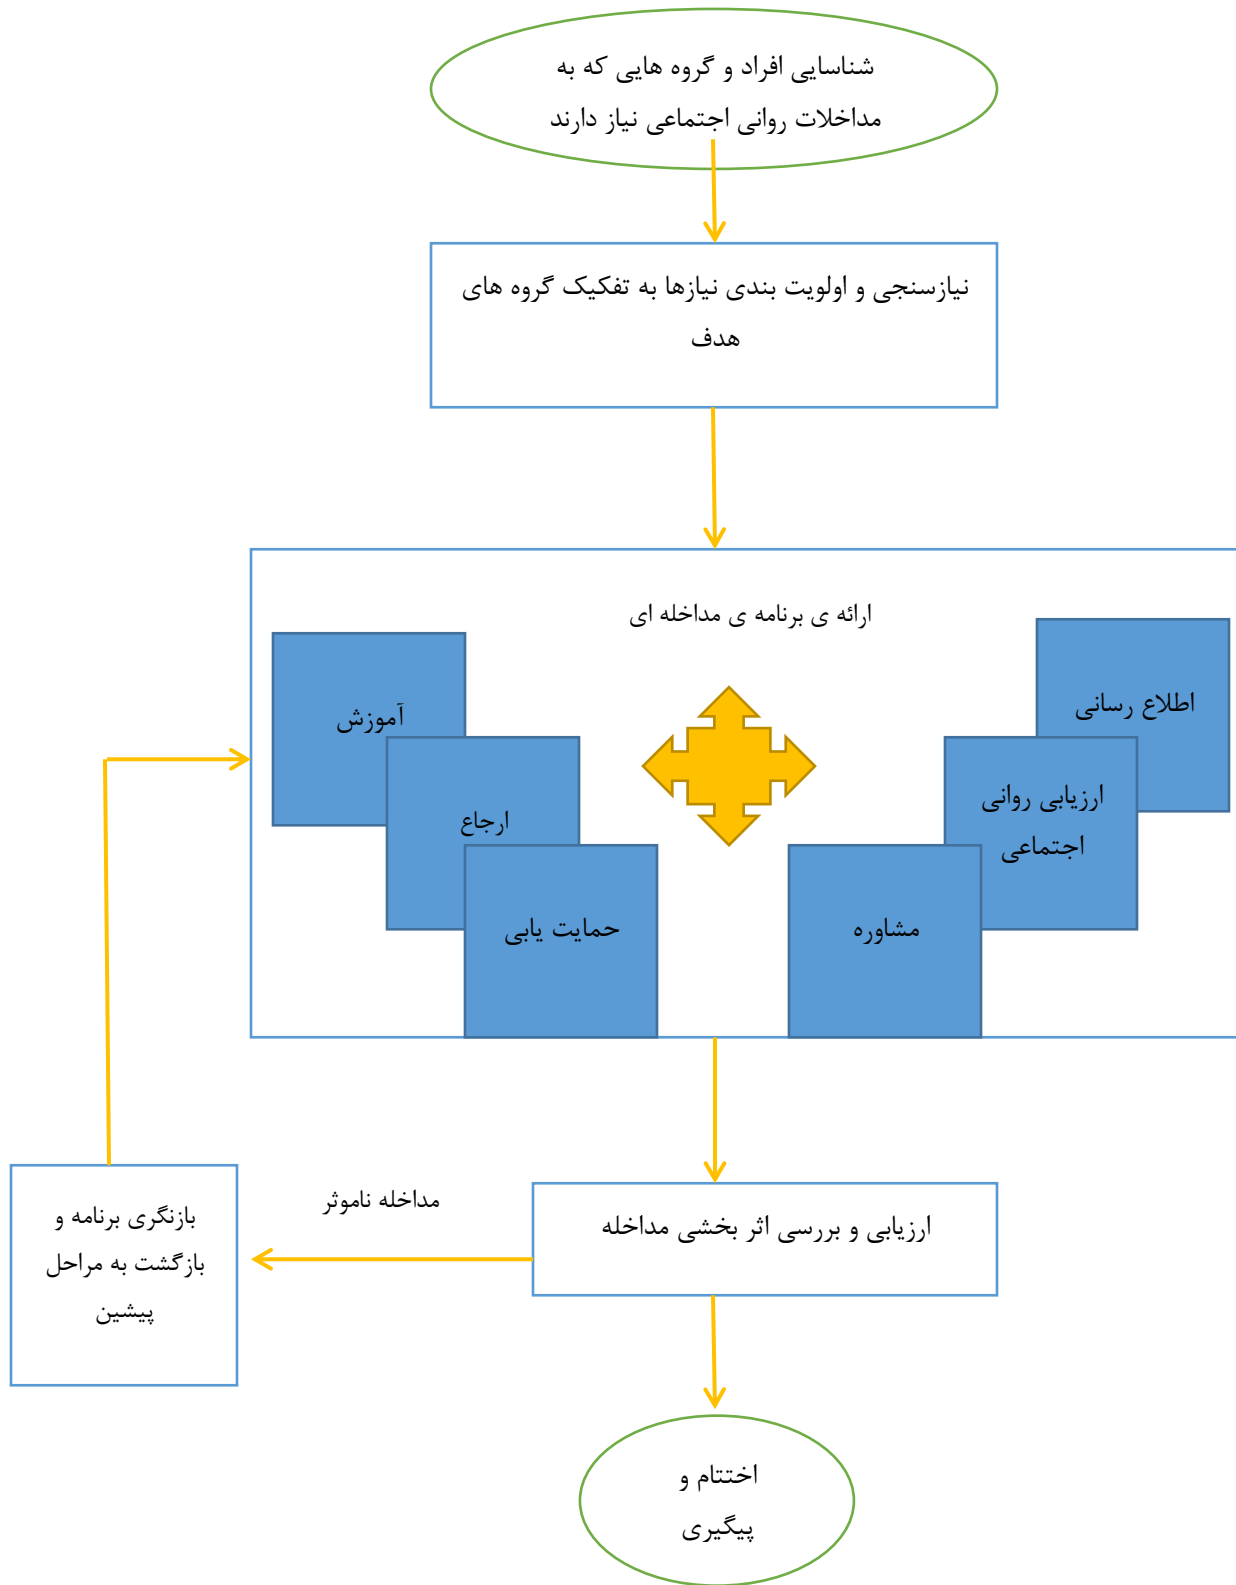 شناسایی افراد و گروه هایی که به
مداخلات روانی اجتماعی نیاز دارند
نیازسنجی و اولویت بندی نیازها به تفکیک گروه های
هدف
ارائه ی برنامه ی مداخله ای
اطلاع رسانی
ارزیابی روانی
اجتماعی
مشاوره
آموزش
ارجاع
حمایت یابی
ارزیابی و بررسی اثر بخشی مداخله
مداخله ناموثر
بازنگری برنامه و
بازگشت به مراحل
پیشین
اختتام و
پیگیری